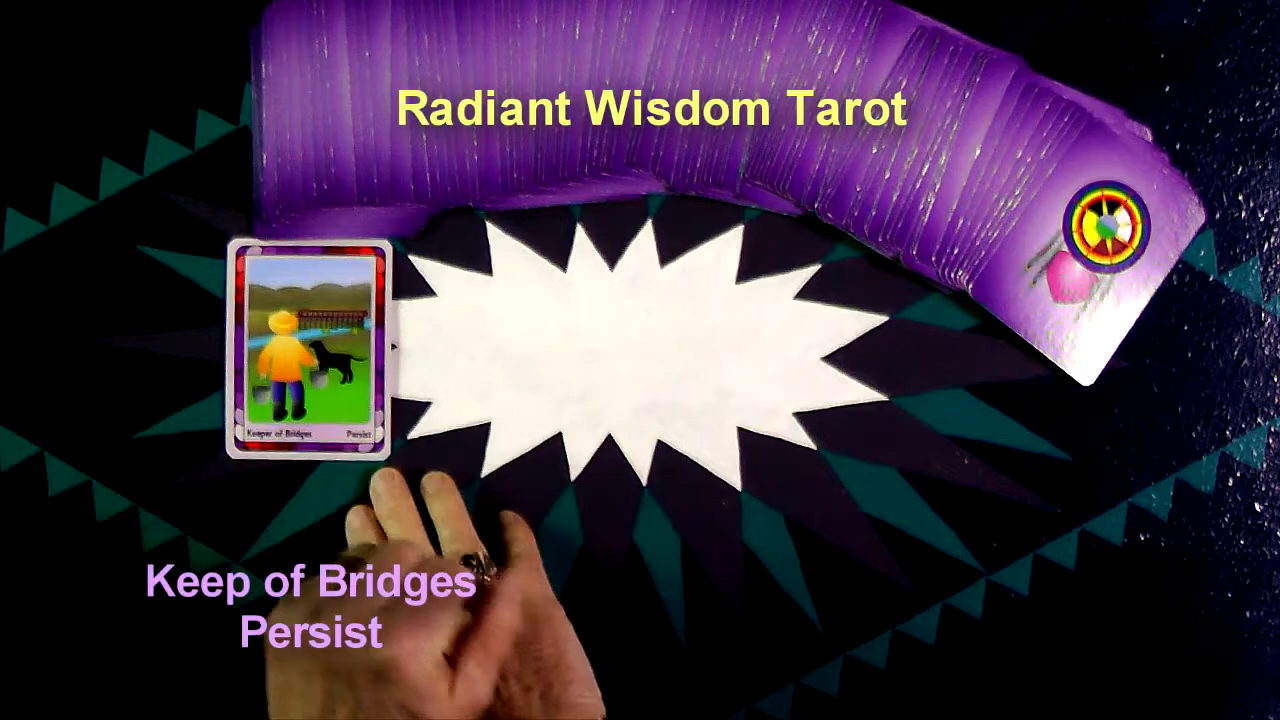 Radiant Wisdom Tarot
Keeper of Bridges Persist
Keep of Bridges
Persist